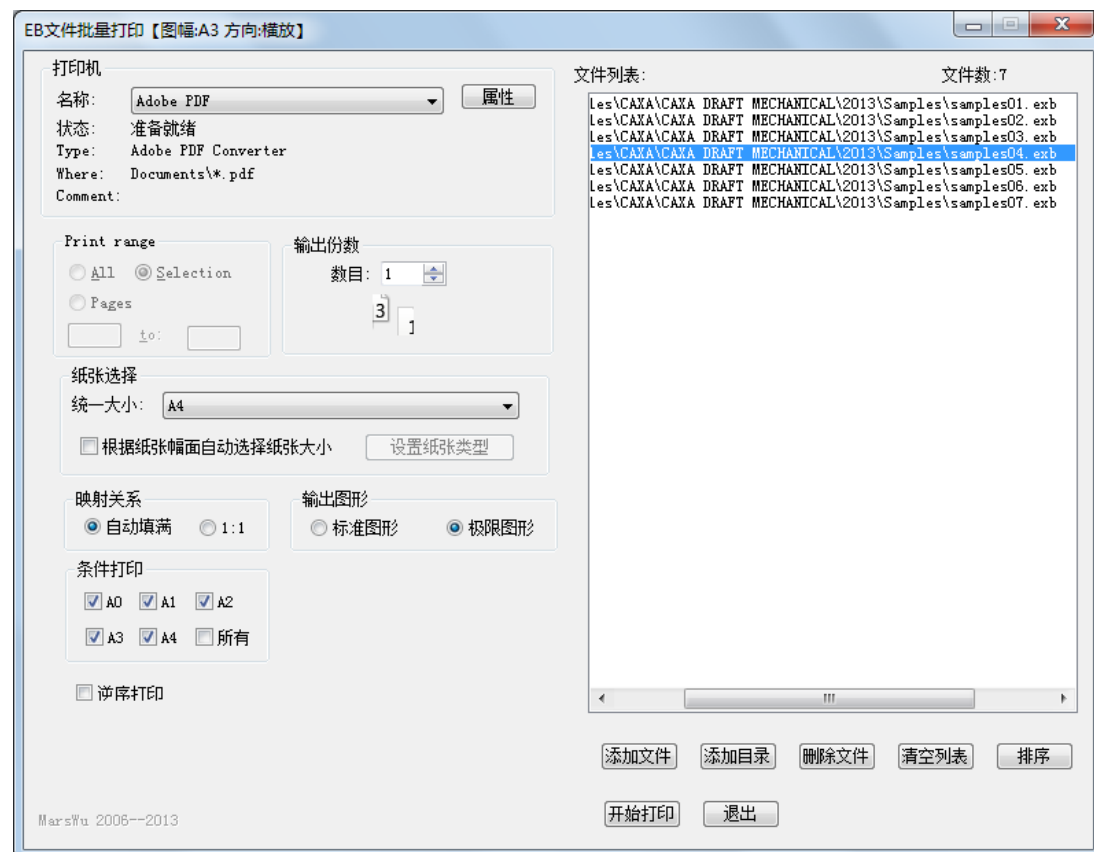 EB文件批量打印【图幅:A3 方向:横放】
打印机
名称: Adobe PDF 属性
状态: 准备就绪
Type: Adobe PDF Converter
Where: Documents\*.pdf
Comment:
Print range
All Selection
Pages
to:
输出份数
数目: 1
3
1
纸张选择
统一大小: A4
根据纸张幅面自动选择纸张大小 设置纸张类型
映射关系
自动填满 1:1
输出图形
标准图形 极限图形
条件打印
A0 A1 A2
A3 A4 所有
逆序打印
MarsWu 2006--2013
文件列表: 文件数:7
les\CAXA\CAXA DRAFT MECHANICAL\2013\Samples\samples01.exb
les\CAXA\CAXA DRAFT MECHANICAL\2013\Samples\samples02.exb
les\CAXA\CAXA DRAFT MECHANICAL\2013\Samples\samples03.exb
les\CAXA\CAXA DRAFT MECHANICAL\2013\Samples\samples04.exb
les\CAXA\CAXA DRAFT MECHANICAL\2013\Samples\samples05.exb
les\CAXA\CAXA DRAFT MECHANICAL\2013\Samples\samples06.exb
les\CAXA\CAXA DRAFT MECHANICAL\2013\Samples\samples07.exb
添加文件 添加目录 删除文件 清空列表 排序
开始打印 退出